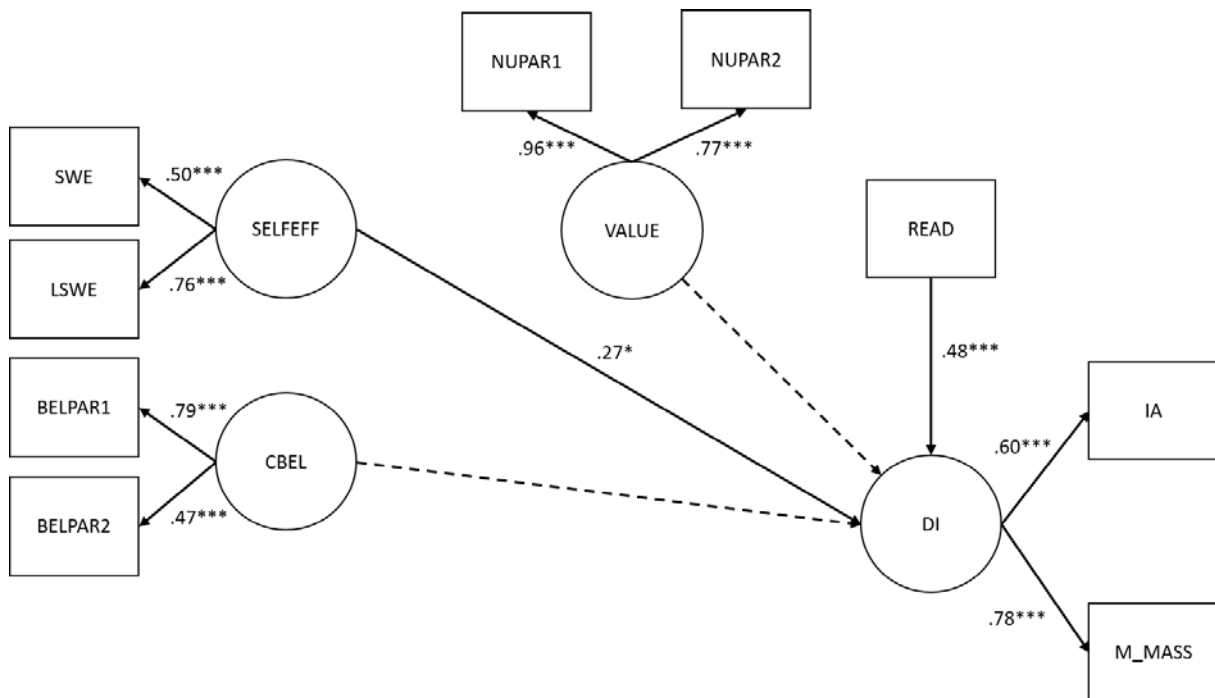 NUPAR1
NUPAR2
.96***
.77***
SWE
.50***
SELFEFF
VALUE
READ
LSWE
.76***
.27*
.48***
BELPAR1
.79***
CBEL
IA
.60***
BELPAR2
.47***
DI
.78***
M_MASS